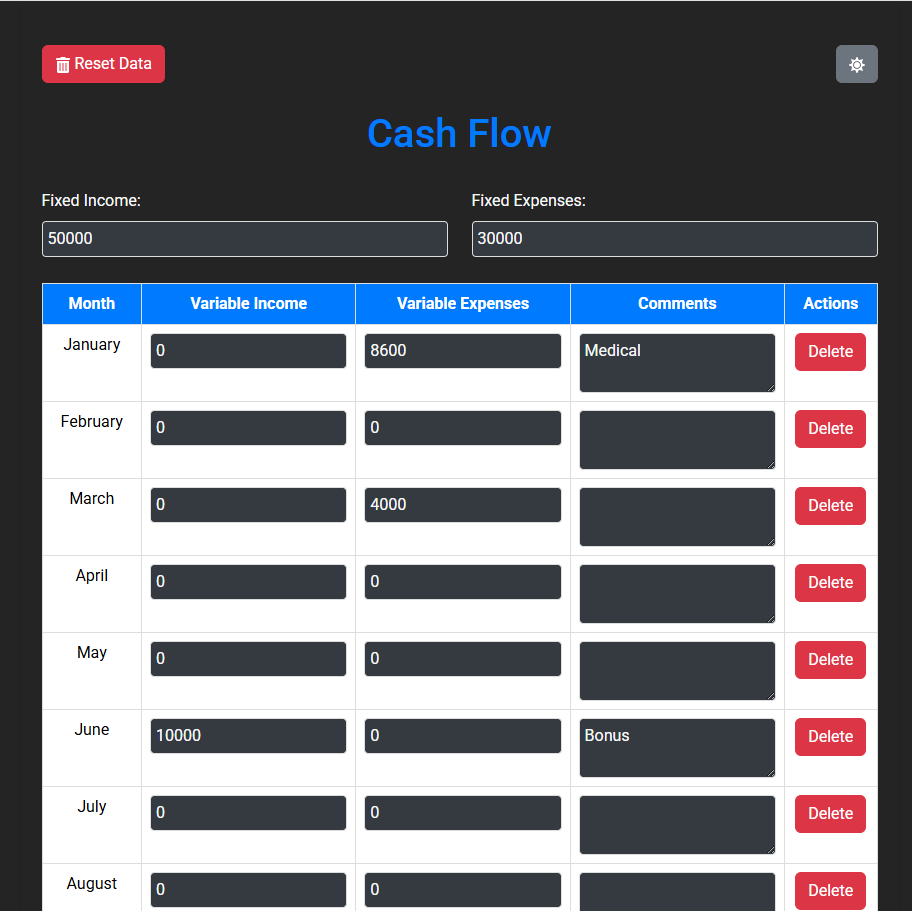 Reset Data
Cash Flow
Fixed Income: Fixed Expenses:
50000 30000
Month Variable Income Variable Expenses Comments Actions
January 0 8600 Medical Delete
February 0 0 Delete
March 0 4000 Delete
April 0 0 Delete
May 0 0 Delete
June 10000 0 Bonus Delete
July 0 0 Delete
August 0 0 Delete